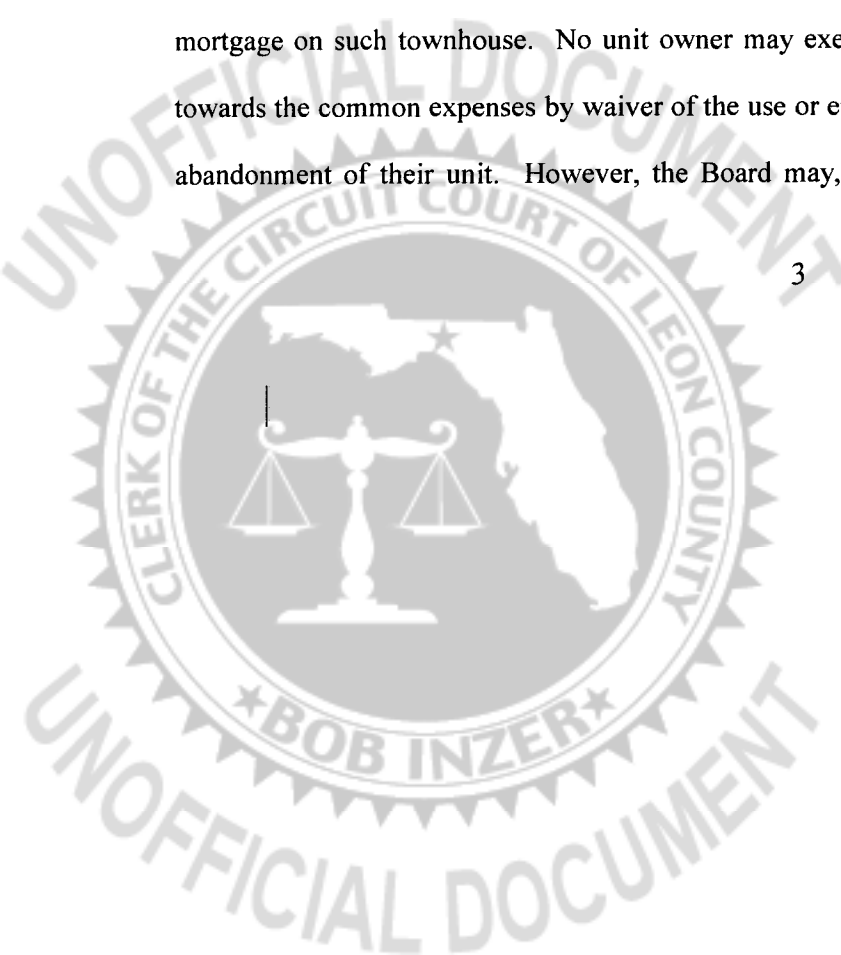 mortgage on such townhouse. No unit owner may exe
towards the common expenses by waiver of the use or e
abandonment of their unit. However, the Board may,
3
UNOFFICIAL DOCUMENT
CLERK OF THE CIRCUIT COURT OF LEON COUNTY
BOB INZER
UNOFFICIAL DOCUMENT